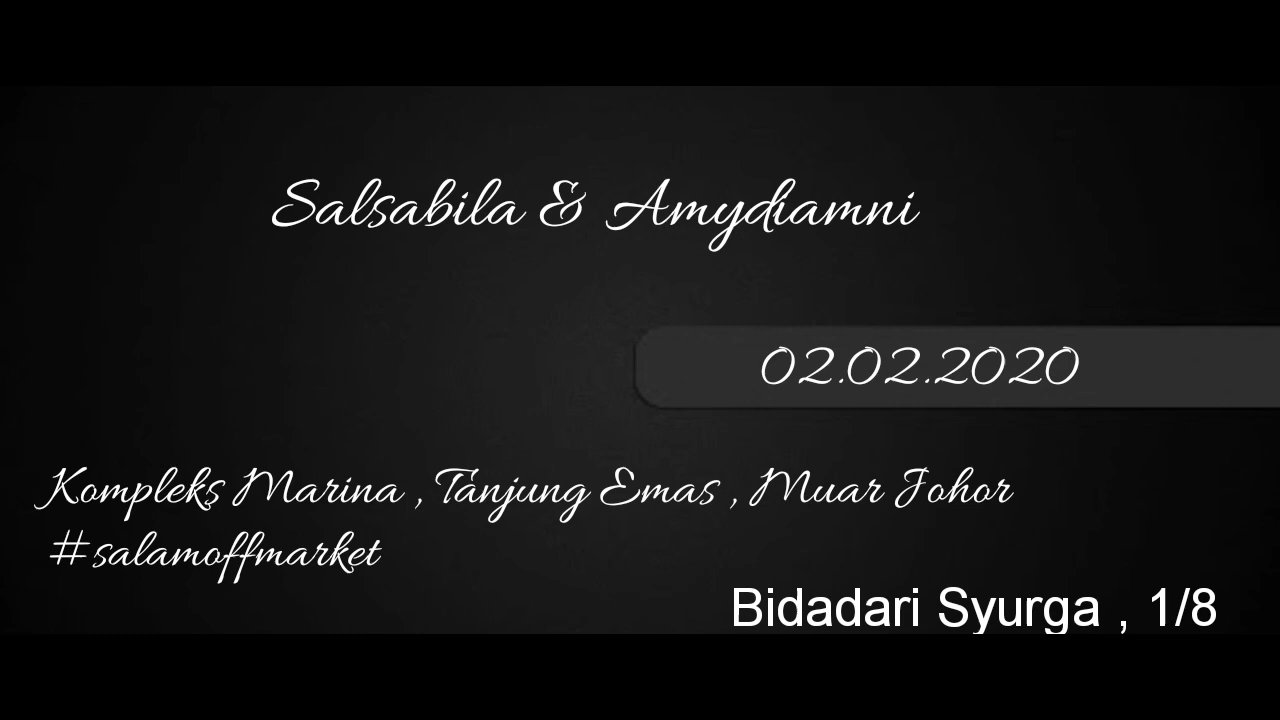 Salsabila & Amydiamni
02.02.2020
Kompleks Marina , Tanjung Emas , Muar Johor
#salamoffmarket
Bidadari Syurga , 1/8